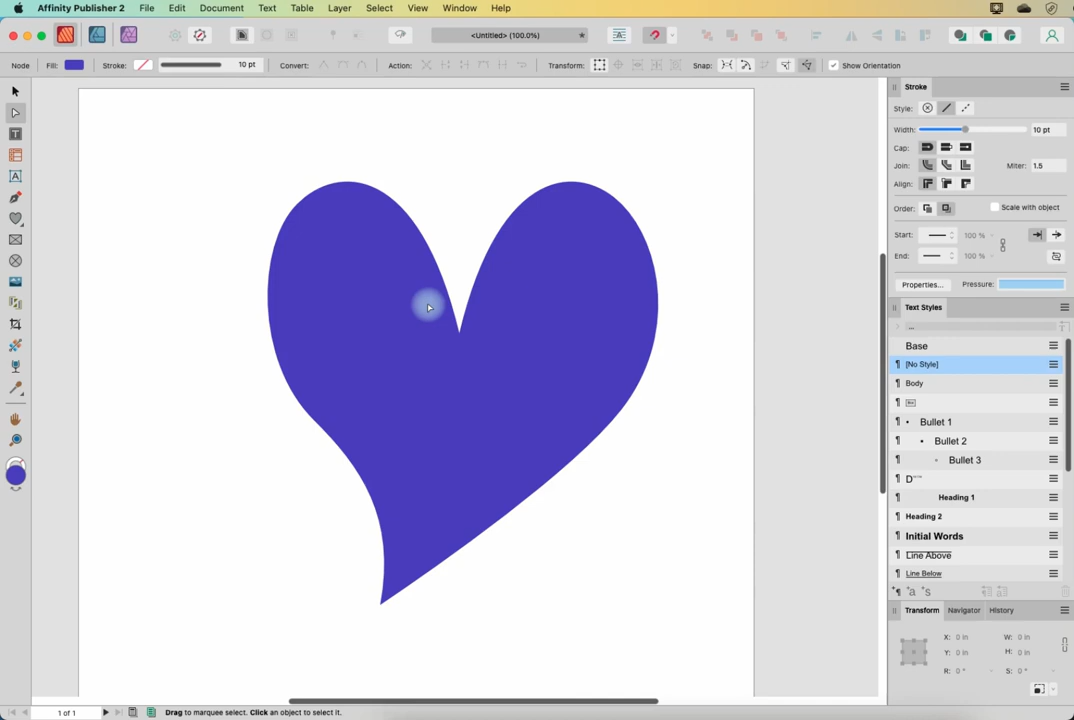 Affinity Publisher 2 File Edit Document Text Table Layer Select View Window Help
<Untitled> (100.0%)
Node Fill: Stroke: 10 pt Convert: Action: Transform: Snap: Show Orientation
Stroke
Style:
Width: 10 pt
Cap:
Join: Miter: 1.5
Align:
Order: Scale with object
Start: 100 %
End: 100 %
Properties... Pressure:
Text Styles
...
Base
[No Style]
Body
Bullet 1
Bullet 2
Bullet 3
Heading 1
Heading 2
Initial Words
Line Above
Line Below
Transform Navigator History
X: 0 in W: 0 in
Y: 0 in H: 0 in
R: 0 ° S: 0 °
1 of 1 Drag to marquee select. Click an object to select it.